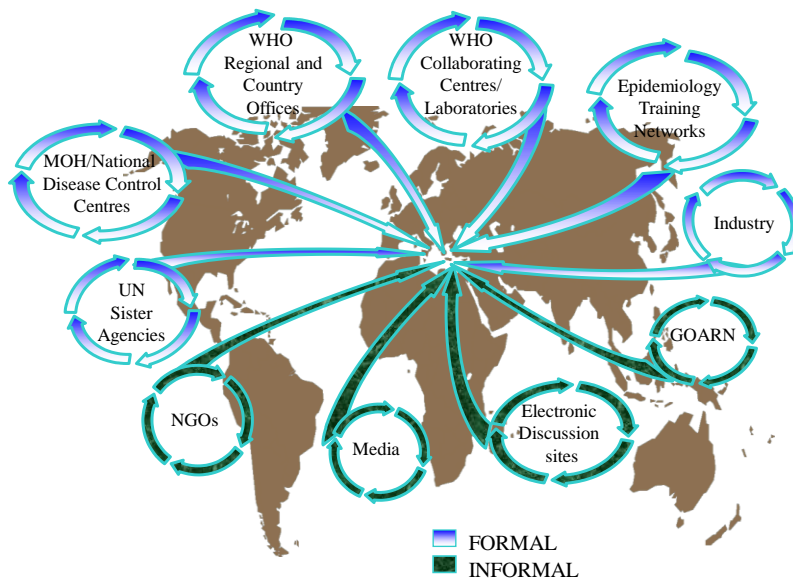 WHO
Regional and
Country
Offices
WHO
Collaborating
Centres/
Laboratories
Epidemiology
Training
Networks
MOH/National
Disease Control
Centres
Industry
UN
Sister
Agencies
GOARN
NGOs
Media
Electronic
Discussion
sites
FORMAL
INFORMAL